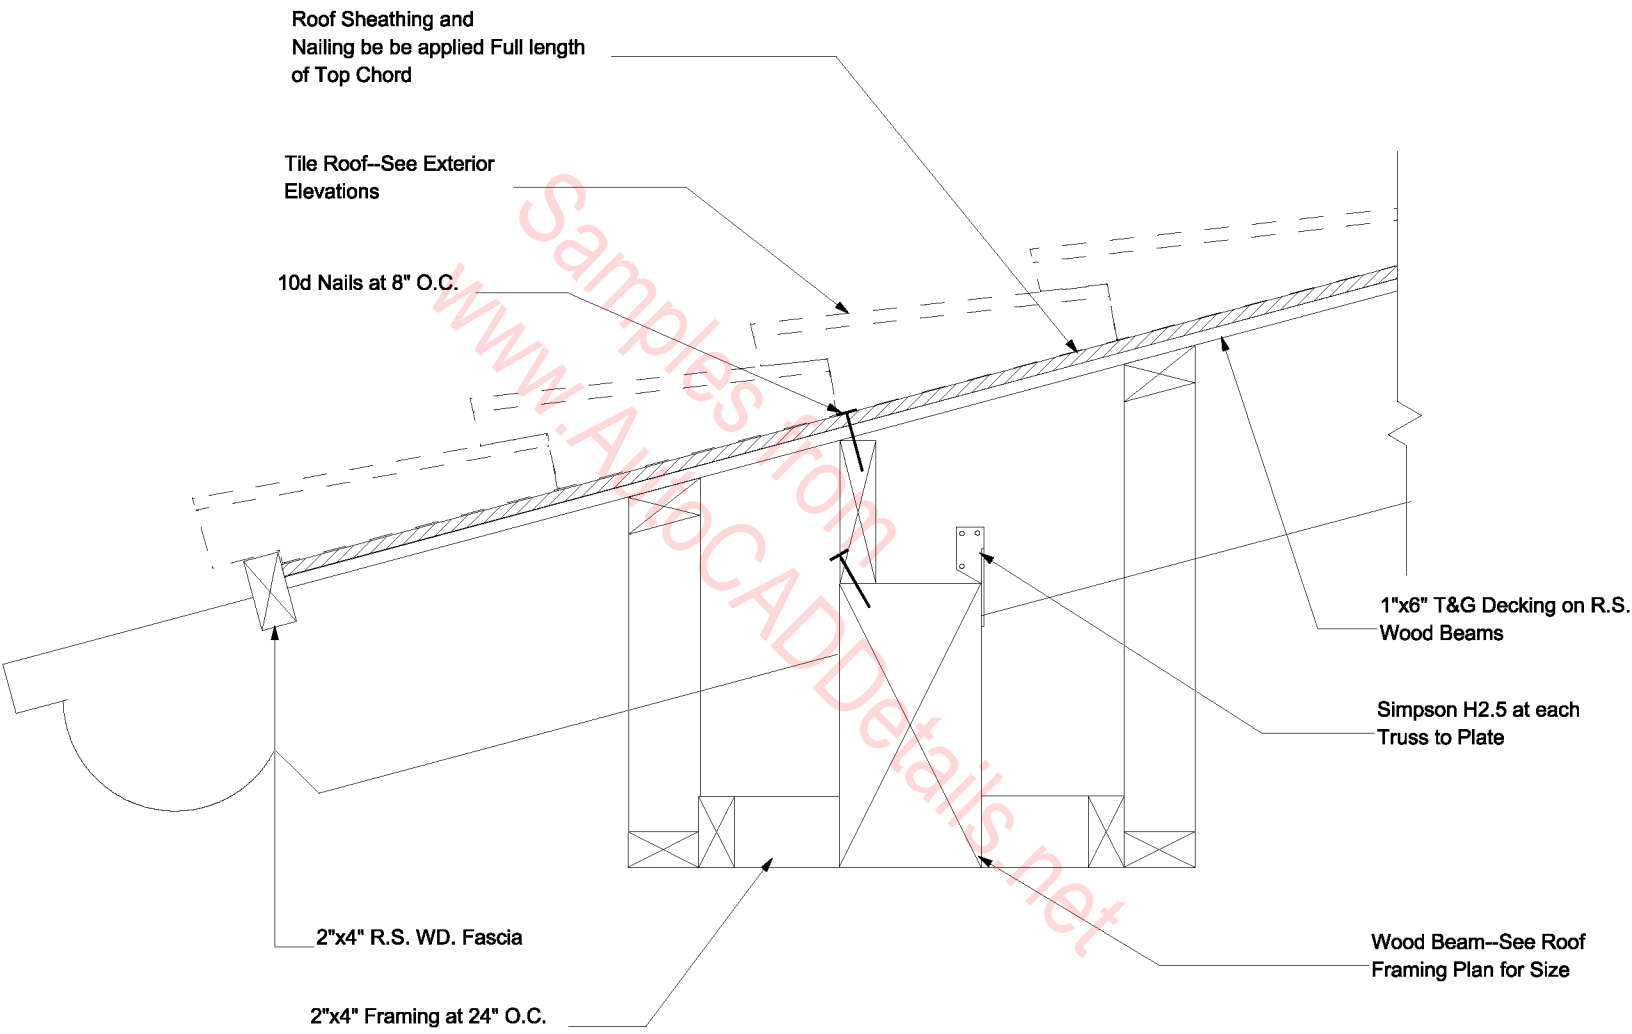 Roof Sheathing and
Nailing be be applied Full length
of Top Chord
Tile Roof--See Exterior
Elevations
10d Nails at 8" O.C.
Samples from
www.AutoCADDetails.net
1"x6" T&G Decking on R.S.
Wood Beams
Simpson H2.5 at each
Truss to Plate
2"x4" R.S. WD. Fascia
Wood Beam--See Roof
Framing Plan for Size
2"x4" Framing at 24" O.C.